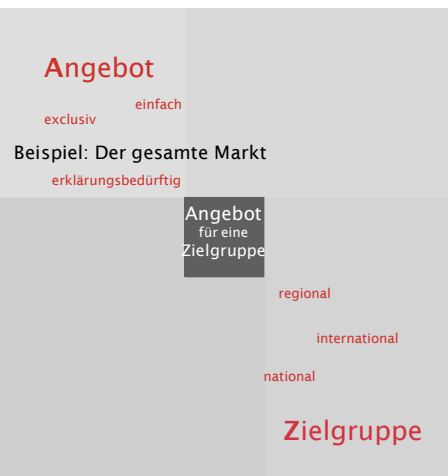 Angebot
einfach
exclusiv
Beispiel: Der gesamte Markt
erklärungsbedürftig
Angebot
für eine
Zielgruppe
regional
international
national
Zielgruppe